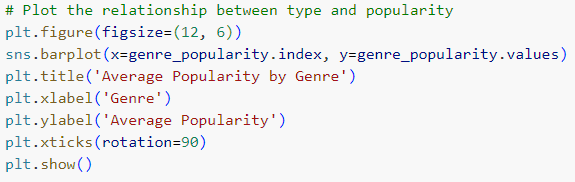 # Plot the relationship between type and popularity
plt.figure(figsize=(12, 6))
sns.barplot(x=genre_popularity.index, y=genre_popularity.values)
plt.title('Average Popularity by Genre')
plt.xlabel('Genre')
plt.ylabel('Average Popularity')
plt.xticks(rotation=90)
plt.show()